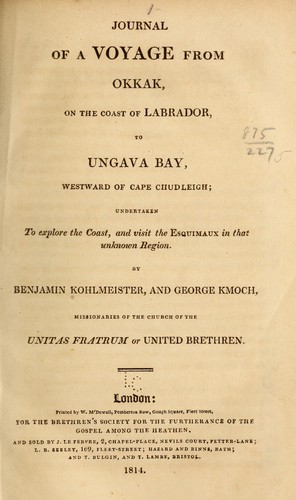 JOURNAL
OF A VOYAGE FROM
OKKAK,
ON THE COAST OF LABRADOR,
TO
UNGAVA BAY,
WESTWARD OF CAPE CHUDLEIGH;
UNDERTAKEN
To explore the Coast, and visit the ESQUIMAUX in that
unknown Region.
BY
BENJAMIN KOHLMEISTER, AND GEORGE KMOCH,
MISSIONARIES OF THE CHURCH OF THE
UNITAS FRATRUM or UNITED BRETHREN.
London:
Printed by W. McDowall, Pemberton Row, Gough Square, Fleet Street,
FOR THE BRETHREN'S SOCIETY FOR THE FURTHERANCE OF THE
GOSPEL AMONG THE HEATHEN,
AND SOLD BY J. LE FEBVRE, 2, CHAPEL-PLACE, NEVILS COURT, FETTER-LANE;
L. B. SEELEY, 169, FLEET-STREET; HAZARD AND BINNS, BATH;
AND T. BULGIN, AND T. LAMBE, BRISTOL.
1814.
875
2275